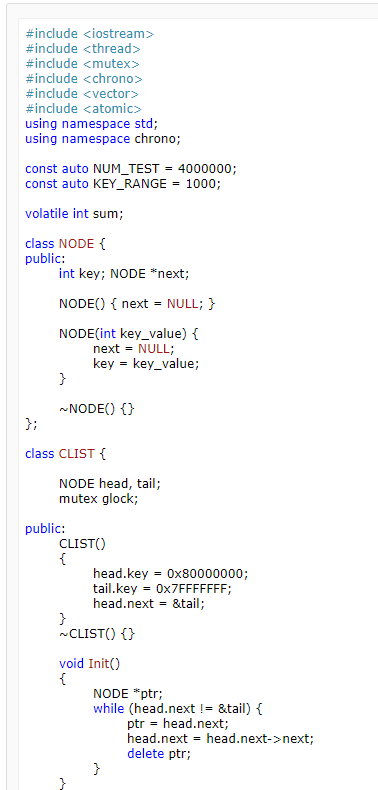 #include <iostream>
#include <thread>
#include <mutex>
#include <chrono>
#include <vector>
#include <atomic>
using namespace std;
using namespace chrono;
const auto NUM_TEST = 4000000;
const auto KEY_RANGE = 1000;
volatile int sum;
class NODE {
public:
int key; NODE *next;
NODE() { next = NULL; }
NODE(int key_value) {
next = NULL;
key = key_value;
}
~NODE() {}
};
class CLIST {
NODE head, tail;
mutex glock;
public:
CLIST()
{
head.key = 0x80000000;
tail.key = 0x7FFFFFFF;
head.next = &tail;
}
~CLIST() {}
void Init()
{
NODE *ptr;
while (head.next != &tail) {
ptr = head.next;
head.next = head.next->next;
delete ptr;
}
}